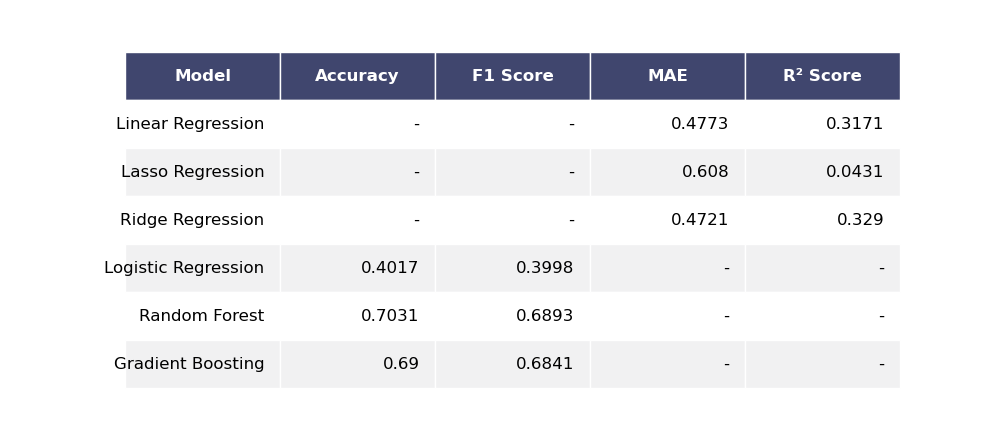 Model Accuracy F1 Score MAE R² Score
Linear Regression - - 0.4773 0.3171
Lasso Regression - - 0.608 0.0431
Ridge Regression - - 0.4721 0.329
Logistic Regression 0.4017 0.3998 - -
Random Forest 0.7031 0.6893 - -
Gradient Boosting 0.69 0.6841 - -